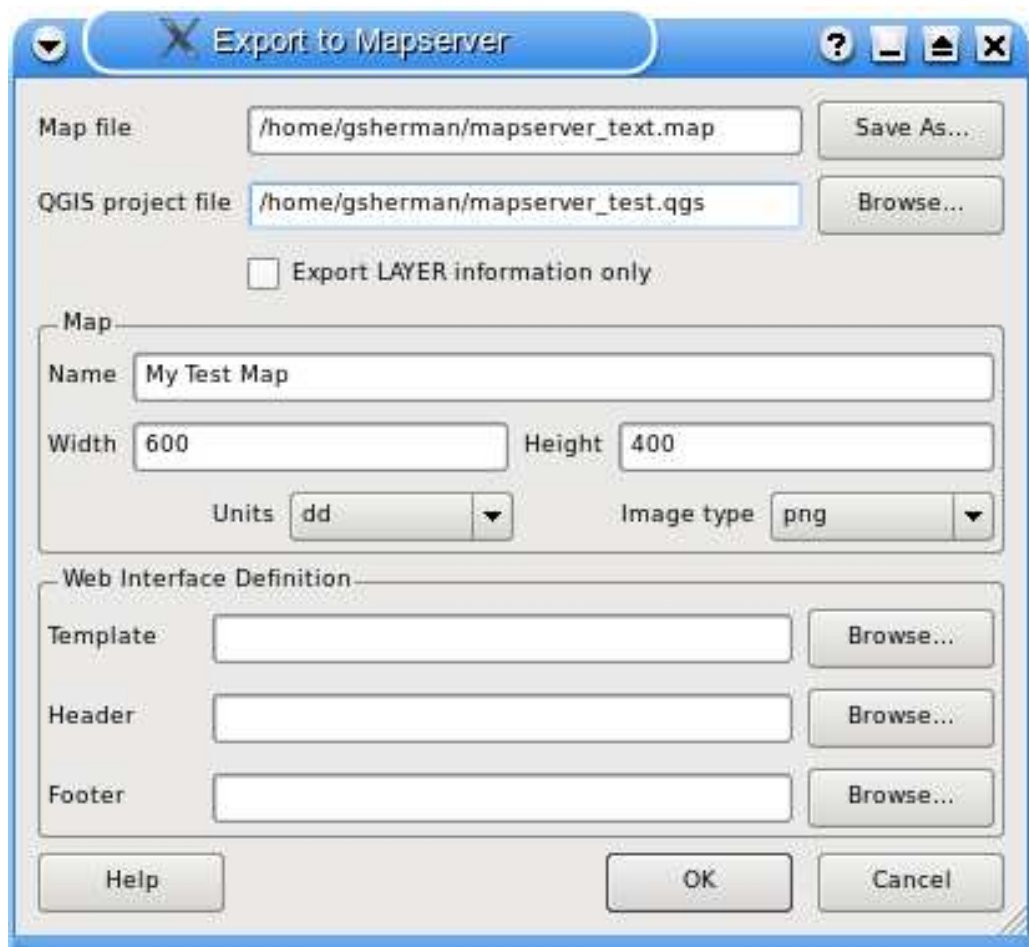 Export to Mapserver
Map file /home/gsherman/mapserver_text.map Save As...
QGIS project file /home/gsherman/mapserver_test.qgs Browse...
Export LAYER information only
Map
Name My Test Map
Width 600 Height 400
Units dd Image type png
Web Interface Definition
Template Browse...
Header Browse...
Footer Browse...
Help OK Cancel